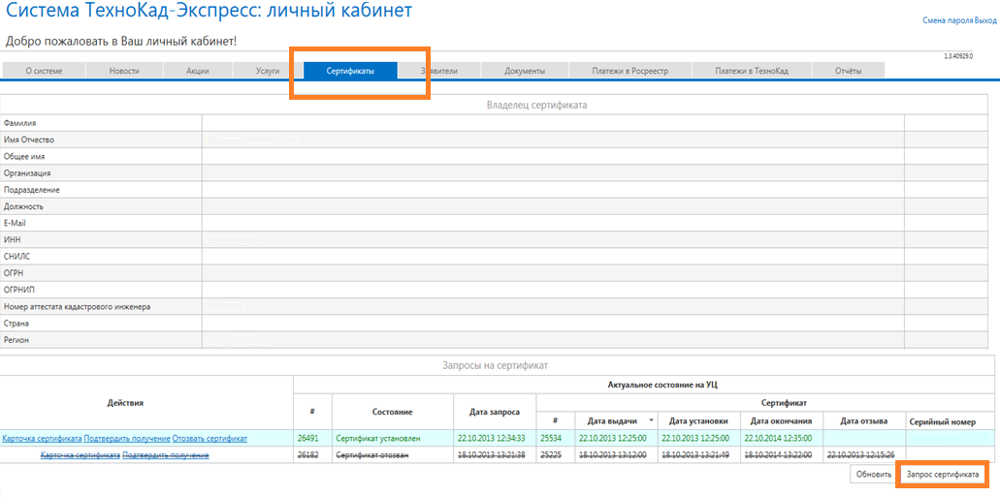 Система ТехноКад-Экспресс: личный кабинет
Смена пароля Выход
Добро пожаловать в Ваш личный кабинет!
1.3.40929.0
О системе Новости Акции Услуги Сертификаты Заявители Документы Платежи в Росреестр Платежи в ТехноКад Отчёты
Владелец сертификата
Фамилия
Имя Отчество
Общее имя
Организация
Подразделение
Должность
E-Mail
ИНН
СНИЛС
ОГРН
ОГРНИП
Номер аттестата кадастрового инженера
Страна
Регион
Запросы на сертификат
Действия
Актуальное состояние на УЦ
# Состояние Дата запроса Сертификат
# Дата выдачи Дата установки Дата окончания Дата отзыва Серийный номер
Карточка сертификата Подтвердить получение Отозвать сертификат 26491 Сертификат установлен 22.10.2013 12:34:33 25534 22.10.2013 12:25:00 22.10.2013 12:25:00 22.10.2014 12:35:00
Карточка сертификата Подтвердить получение 26182 Сертификат отозван 18.10.2013 13:21:38 25225 18.10.2013 13:12:00 18.10.2013 13:21:49 18.10.2014 13:22:00 22.10.2013 12:15:26
Обновить Запрос сертификата